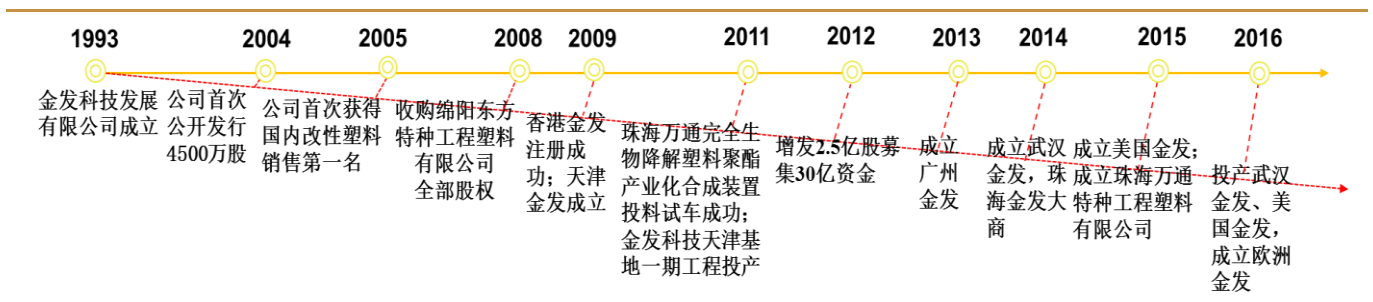 1993
2004
2005
2008
2009
2011
2012
2013
2014
2015
2016
金发科技发展
有限公司成立
公司首次
公开发行
4500万股
公司首次获得
国内改性塑料
销售第一名
收购绵阳东方
特种工程塑料
有限公司
全部股权
香港金发
注册成
功；天津
金发成立
珠海万通完全生
物降解塑料聚酯
产业化合成装置
投料试车成功；
金发科技天津基
地一期工程投产
增发2.5亿股募
集30亿资金
成立
广州
金发
成立武汉
金发，珠
海金发大
商
成立美国金发；
成立珠海万通
特种工程塑料
有限公司
投产武汉
金发、美
国金发，
成立欧洲
金发